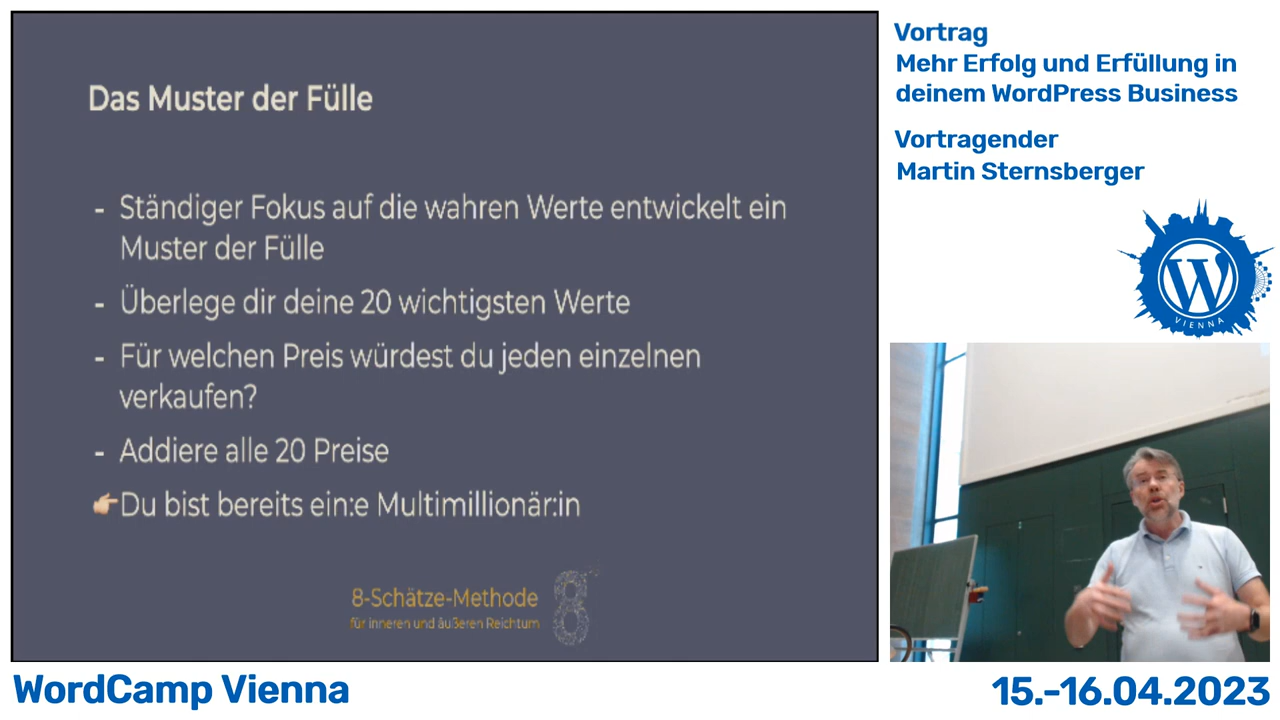 Das Muster der Fülle
- Ständiger Fokus auf die wahren Werte entwickelt ein
Muster der Fülle
- Überlege dir deine 20 wichtigsten Werte
- Für welchen Preis würdest du jeden einzelnen
verkaufen?
- Addiere alle 20 Preise
👉🏼Du bist bereits ein:e Multimillionär:in
8-Schätze-Methode
für inneren und äußeren Reichtum
8
Vortrag
Mehr Erfolg und Erfüllung in
deinem WordPress Business
Vortragender
Martin Sternsberger
W
VIENNA
WordCamp Vienna
15.-16.04.2023